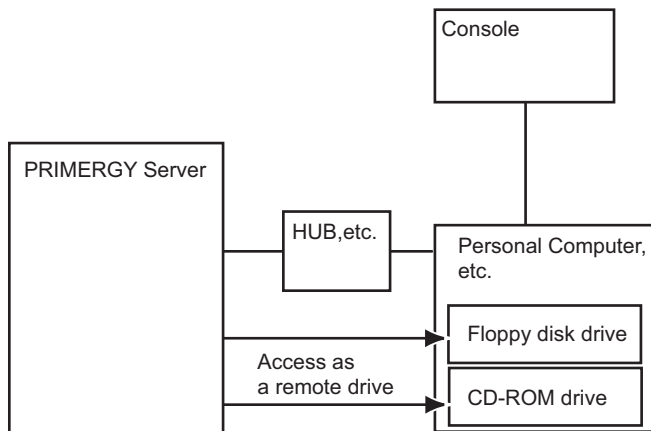 Console
PRIMERGY Server
HUB,etc.
Personal Computer,
etc.
Floppy disk drive
Access as
a remote drive
CD-ROM drive